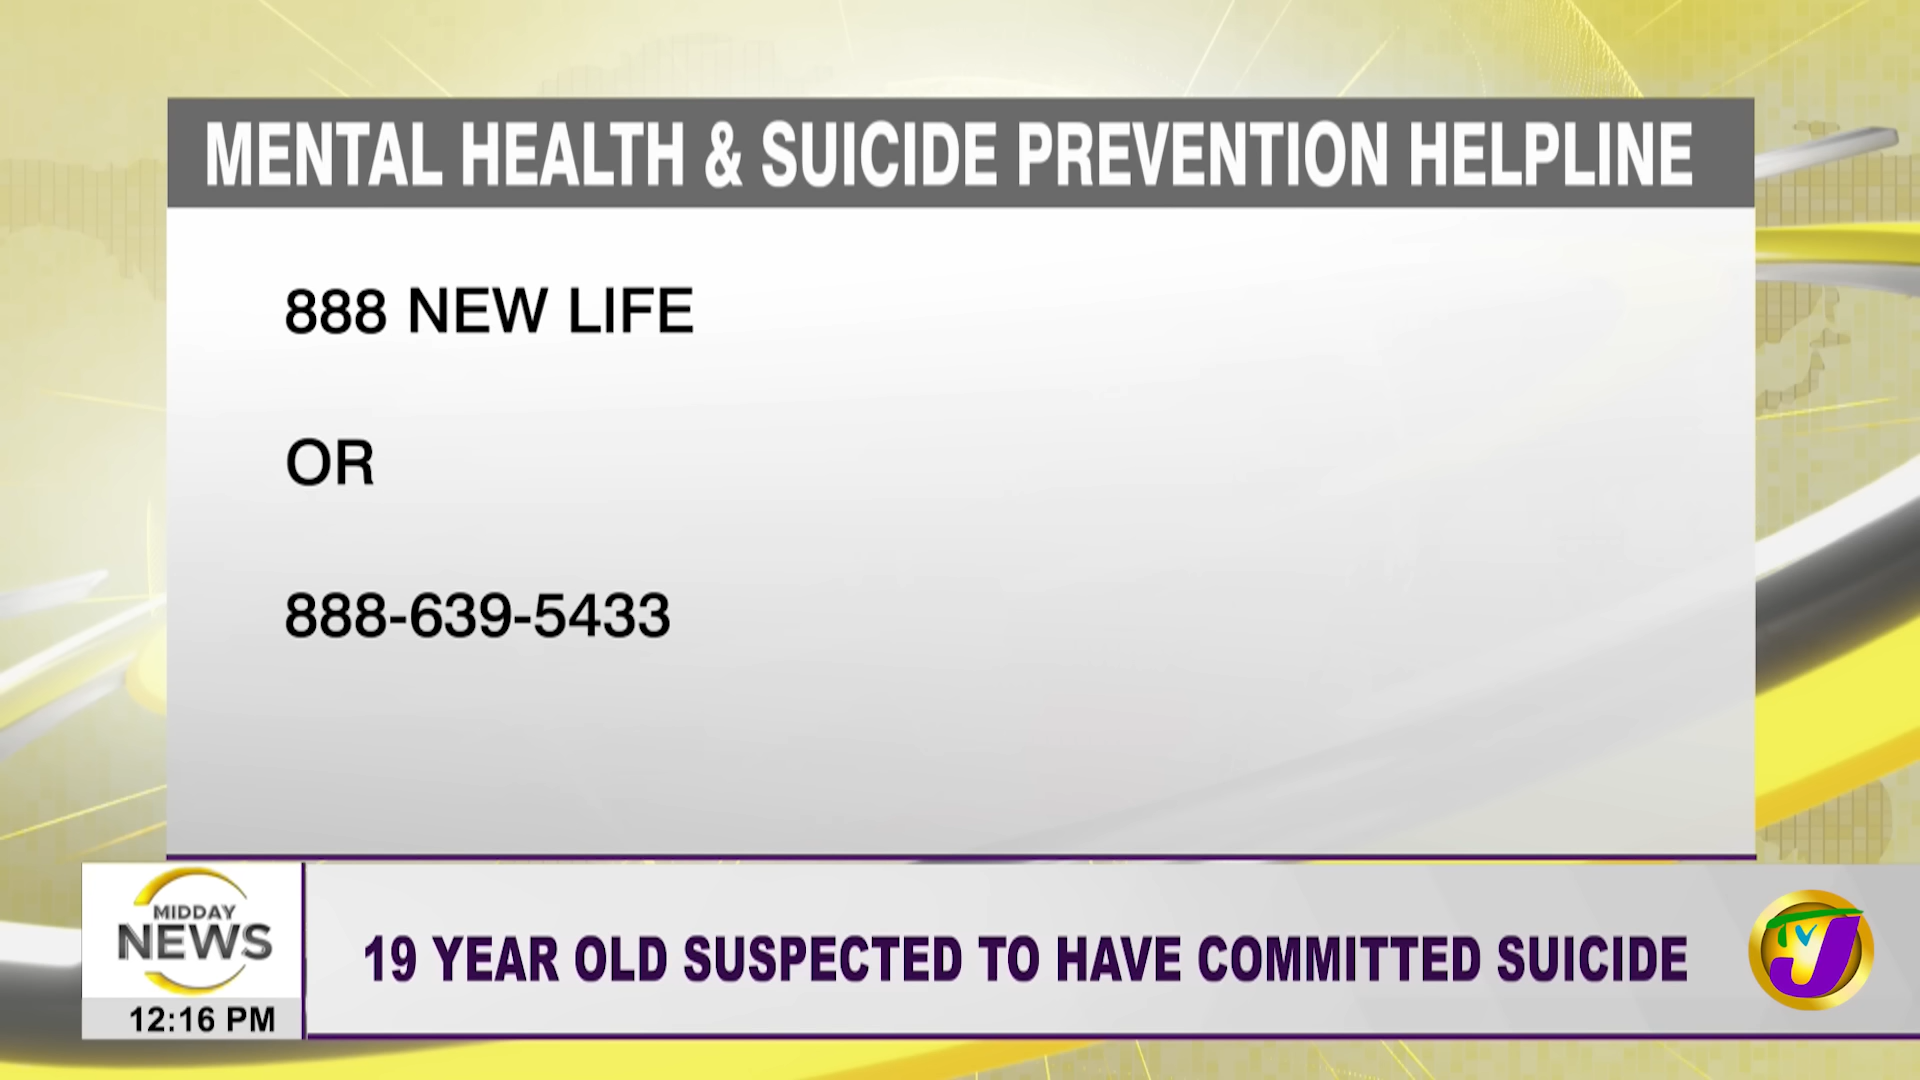 MENTAL HEALTH & SUICIDE PREVENTION HELPLINE
888 NEW LIFE
OR
888-639-5433
MIDDAY
NEWS
12:16 PM
19 YEAR OLD SUSPECTED TO HAVE COMMITTED SUICIDE
TVJ